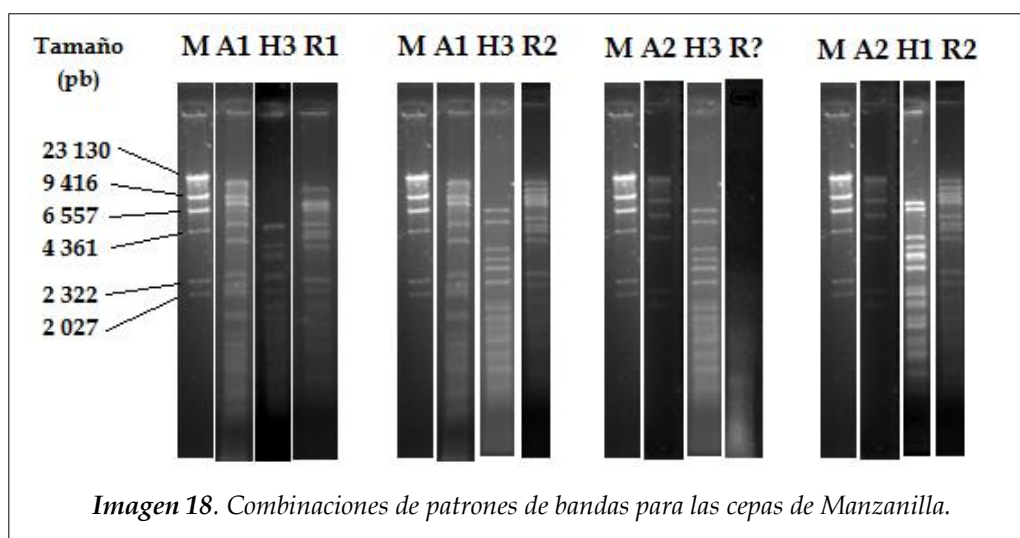 Tamaño
(pb)
M A1 H3 R1
M A1 H3 R2
M A2 H3 R?
M A2 H1 R2
23 130
9 416
6 557
4 361
2 322
2 027
Imagen 18. Combinaciones de patrones de bandas para las cepas de Manzanilla.